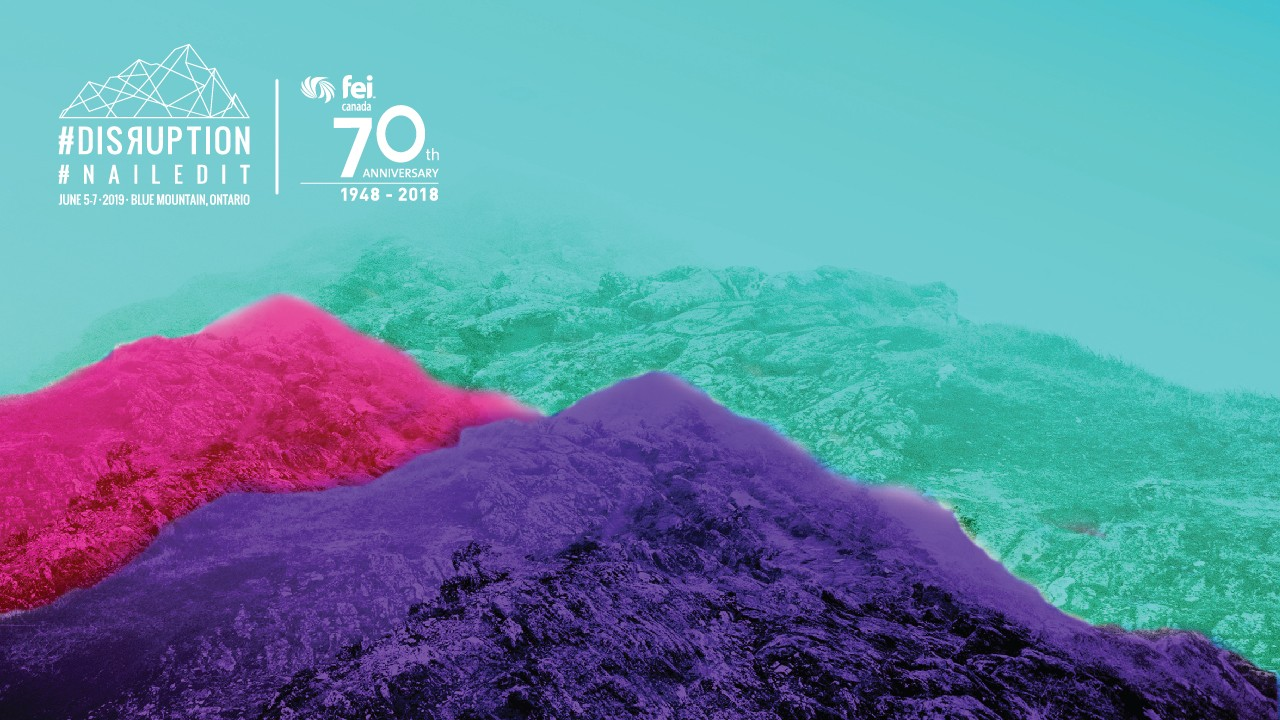 #DISЯUPTION
#NAILEDIT
JUNE 5-7 · 2019 · BLUE MOUNTAIN, ONTARIO
fei
canada
70th
ANNIVERSARY
1948 - 2018